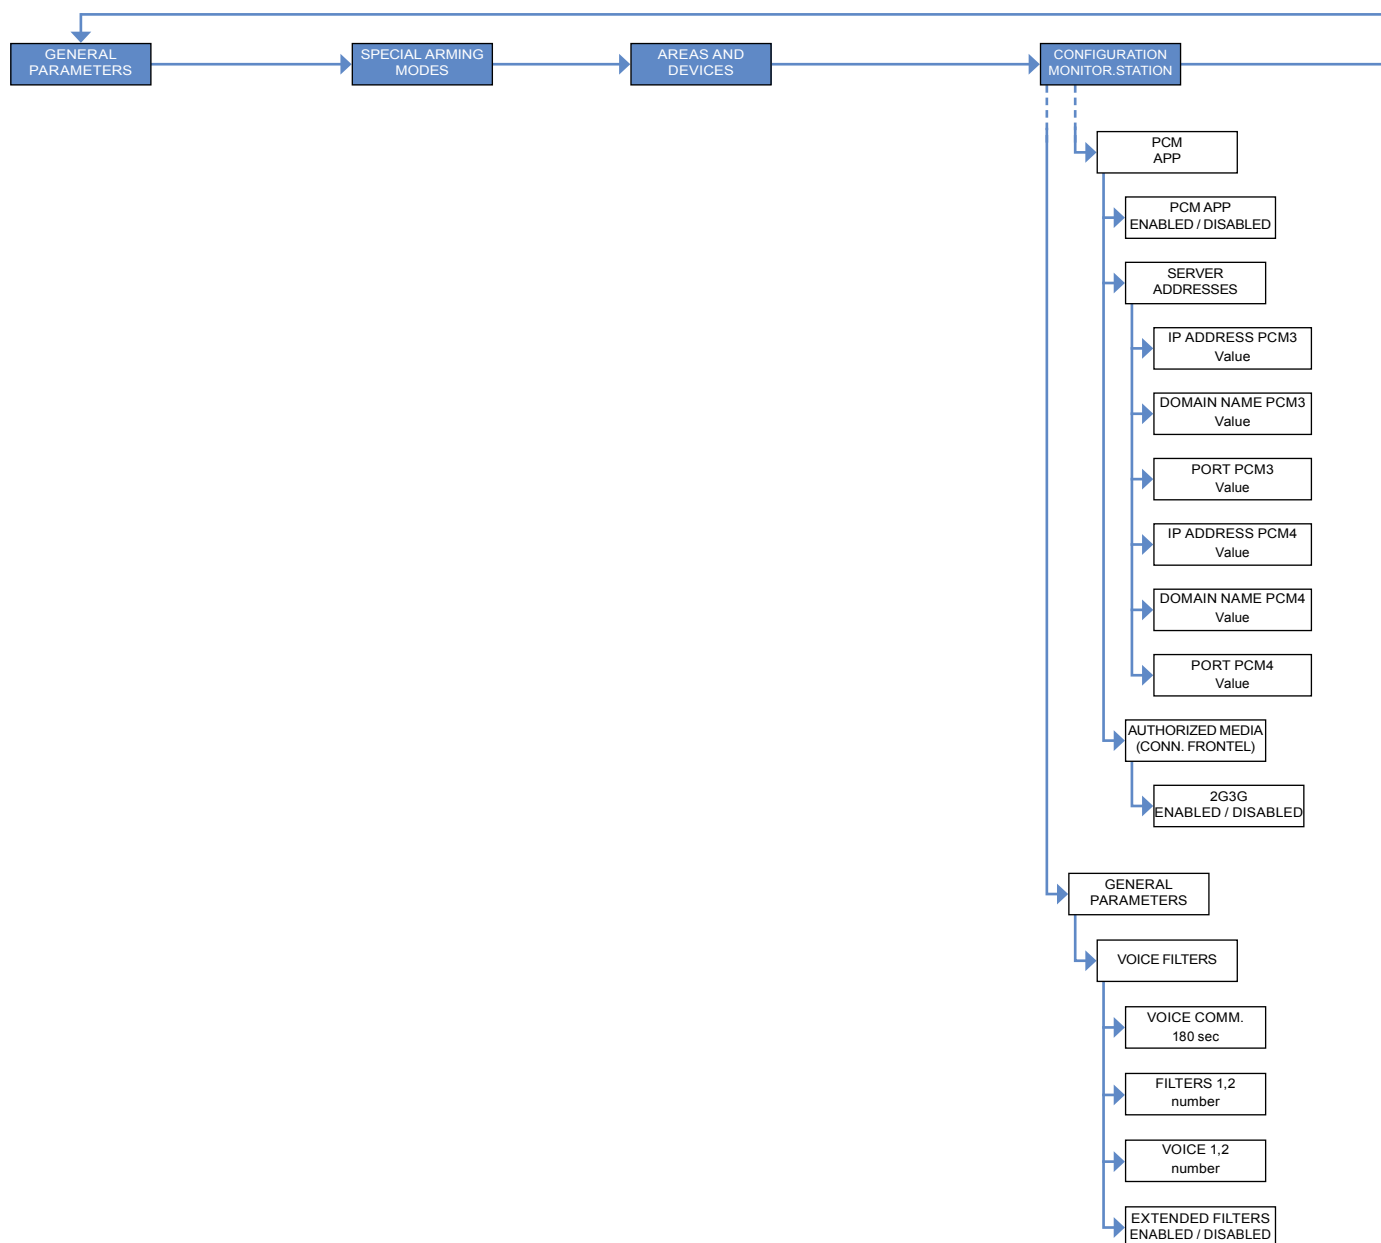 GENERAL
PARAMETERS
SPECIAL ARMING
MODES
AREAS AND
DEVICES
CONFIGURATION
MONITOR.STATION
PCM
APP
PCM APP
ENABLED / DISABLED
SERVER
ADDRESSES
IP ADDRESS PCM3
Value
DOMAIN NAME PCM3
Value
PORT PCM3
Value
IP ADDRESS PCM4
Value
DOMAIN NAME PCM4
Value
PORT PCM4
Value
AUTHORIZED MEDIA
(CONN. FRONTEL)
2G3G
ENABLED / DISABLED
GENERAL
PARAMETERS
VOICE FILTERS
VOICE COMM.
180 sec
FILTERS 1,2
number
VOICE 1,2
number
EXTENDED FILTERS
ENABLED / DISABLED